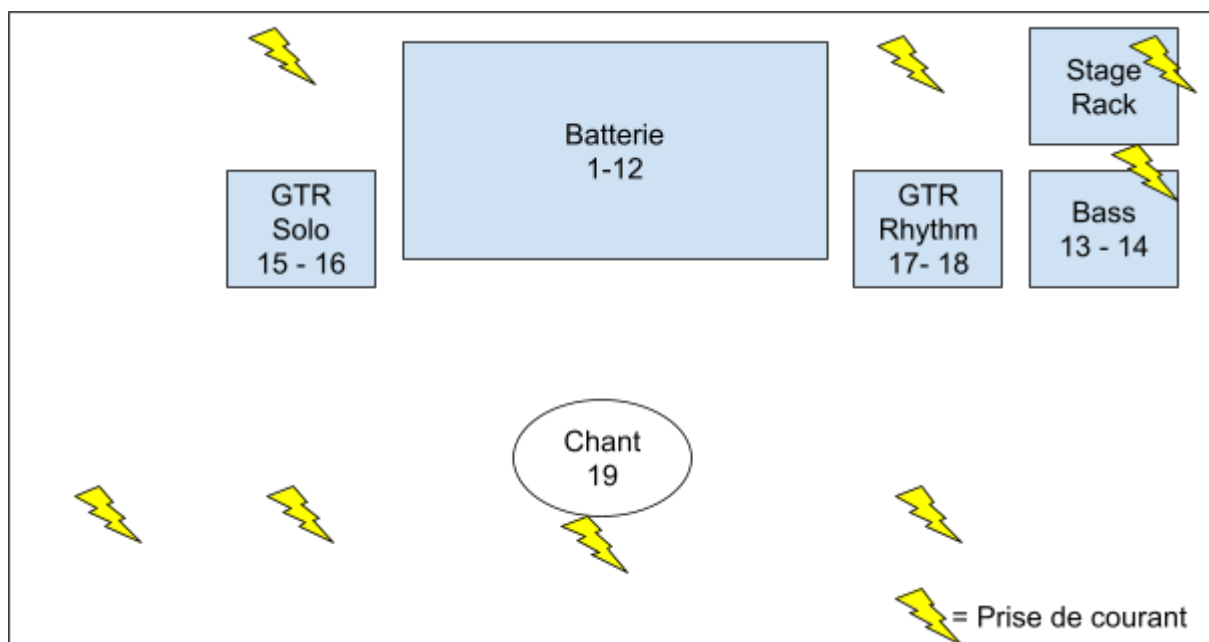 Stage
Rack
Batterie
1-12
GTR
Solo
15 - 16
GTR
Rhythm
17- 18
Bass
13 - 14
Chant
19
= Prise de courant